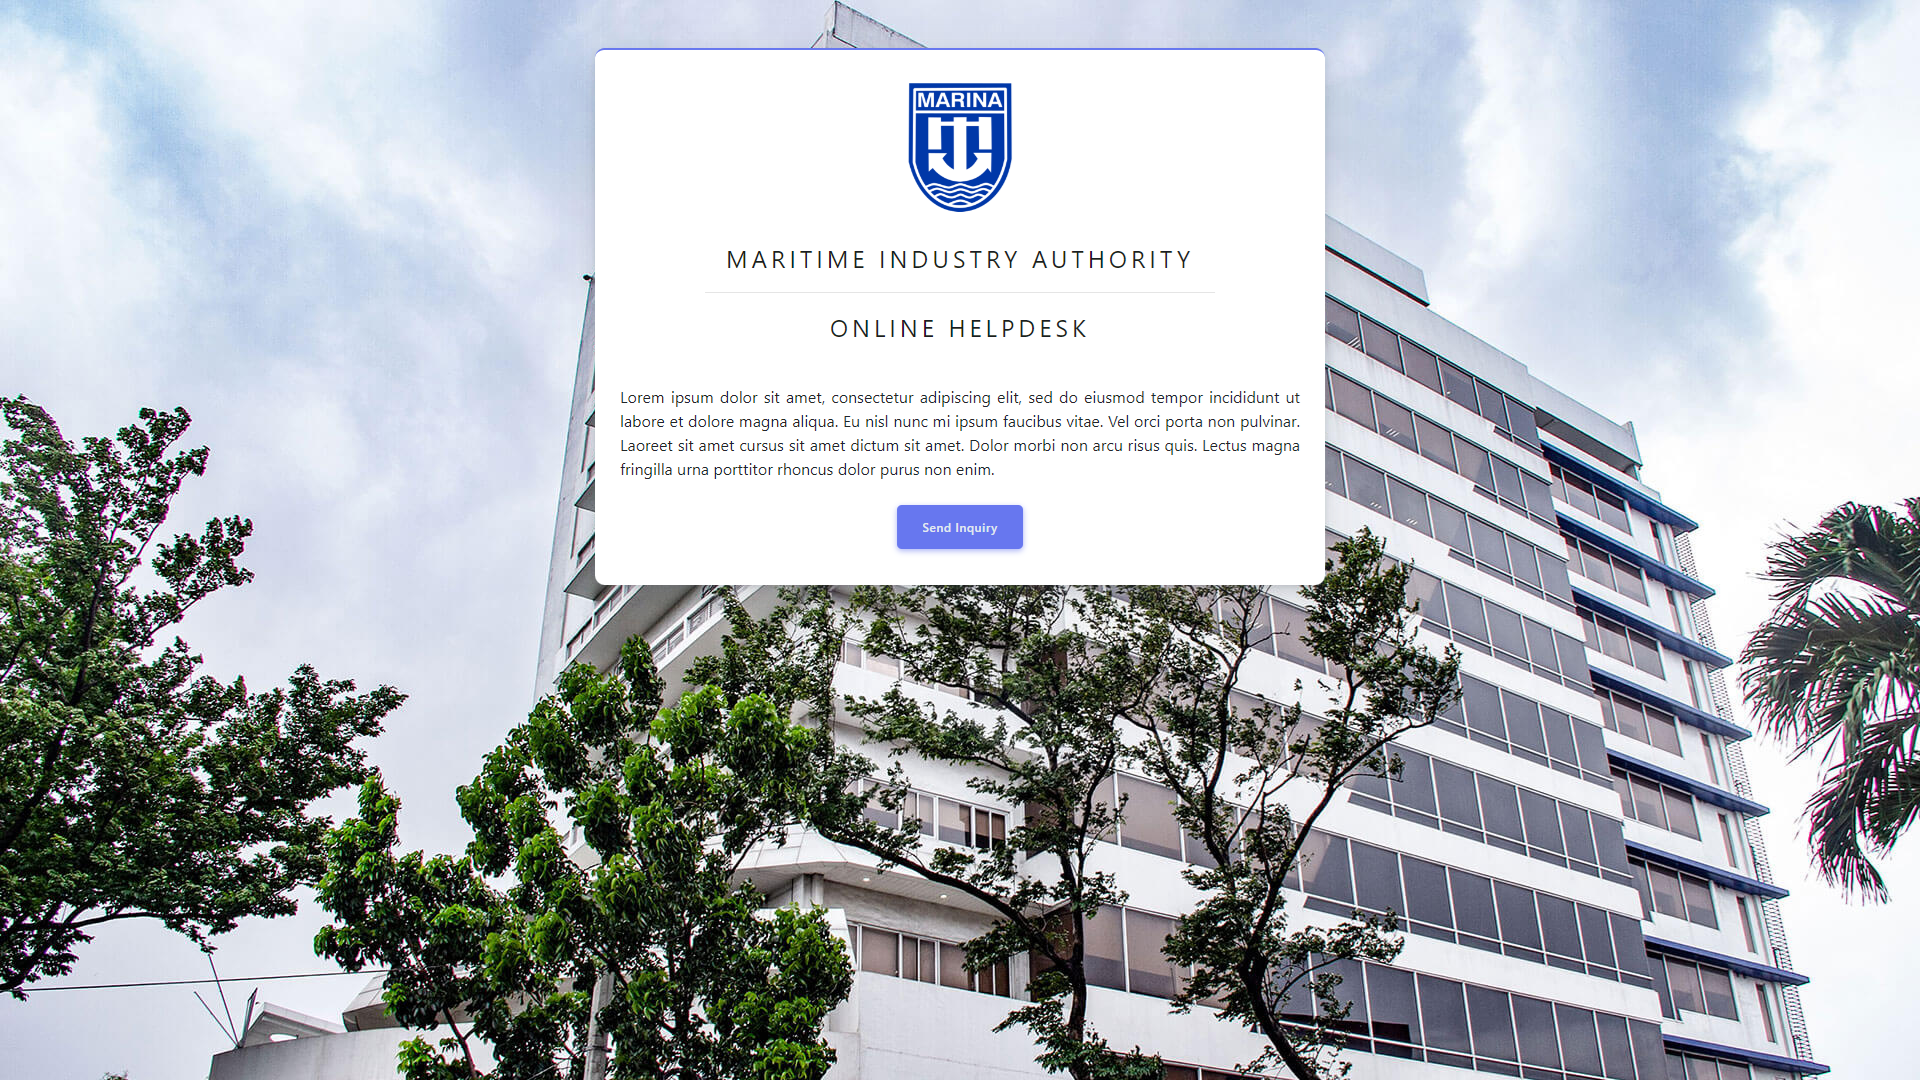 MARINA
MARITIME INDUSTRY AUTHORITY
ONLINE HELPDESK
Lorem ipsum dolor sit amet, consectetur adipiscing elit, sed do eiusmod tempor incididunt ut
labore et dolore magna aliqua. Eu nisl nunc mi ipsum faucibus vitae. Vel orci porta non pulvinar.
Laoreet sit amet cursus sit amet dictum sit amet. Dolor morbi non arcu risus quis. Lectus magna
fringilla urna porttitor rhoncus dolor purus non enim.
Send Inquiry